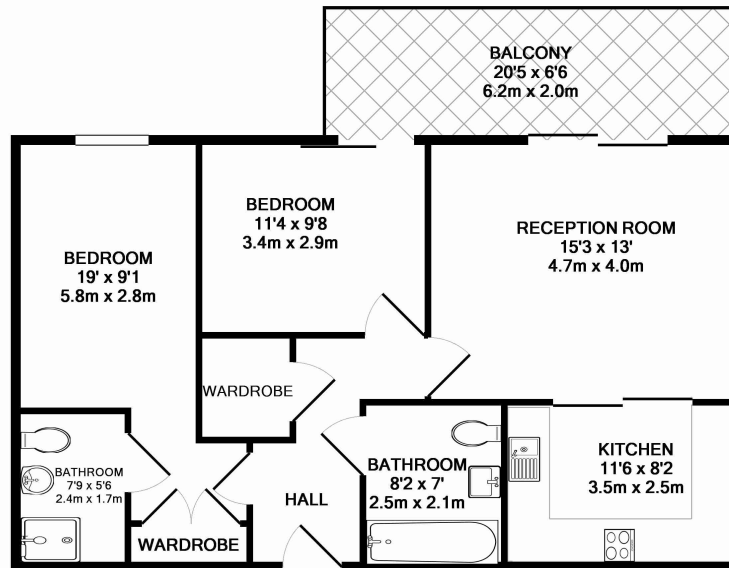 BALCONY
20'5 x 6'6
6.2m x 2.0m
BEDROOM
11'4 x 9'8
3.4m x 2.9m
RECEPTION ROOM
15'3 x 13'
4.7m x 4.0m
BEDROOM
19' x 9'1
5.8m x 2.8m
WARDROBE
BATHROOM
7'9 x 5'6
2.4m x 1.7m
WARDROBE
HALL
BATHROOM
8'2 x 7'
2.5m x 2.1m
KITCHEN
11'6 x 8'2
3.5m x 2.5m